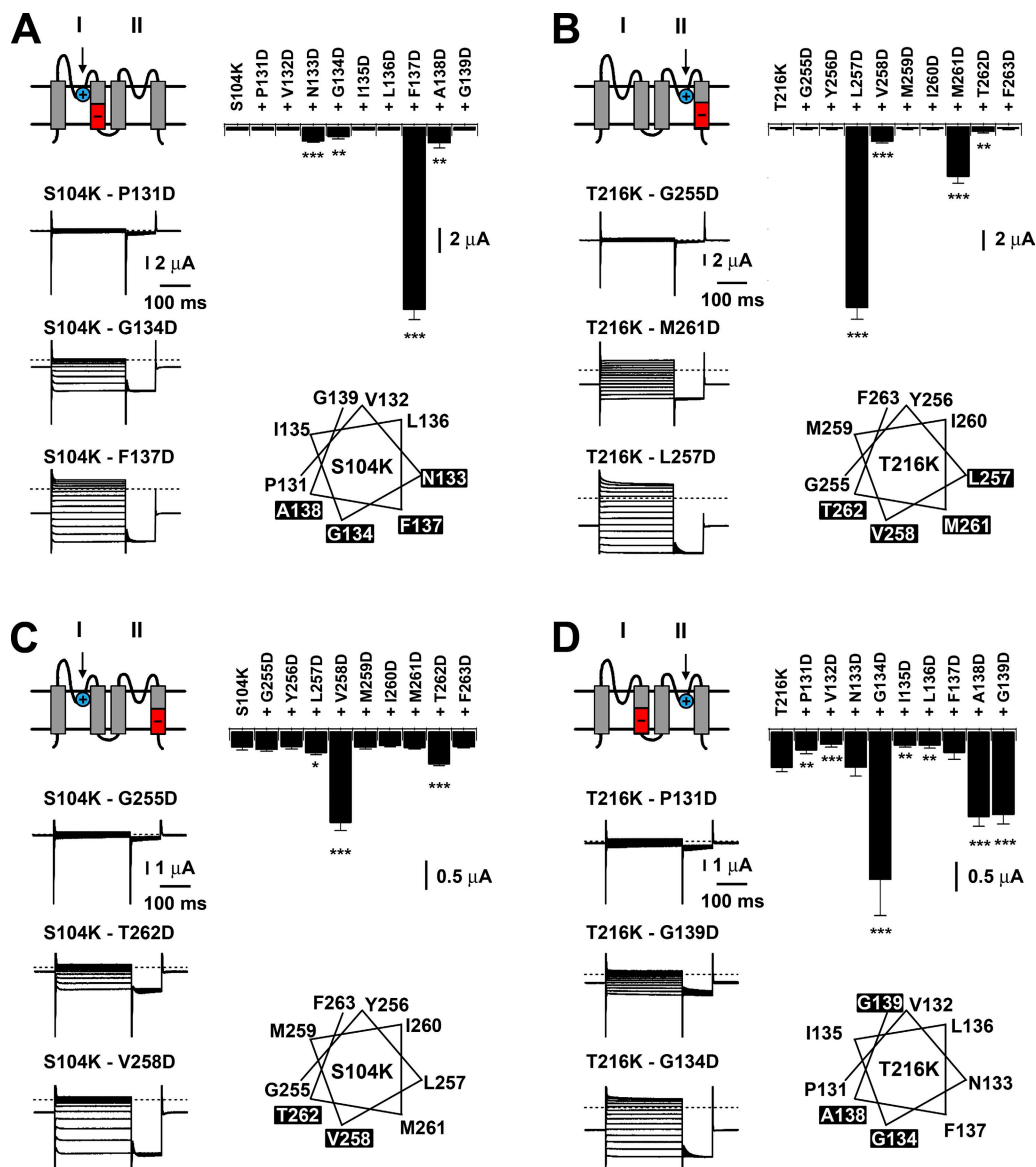 A
I II
+
−
S104K
+ P131D
+ V132D
+ N133D
+ G134D
+ I135D
+ L136D
+ F137D
+ A138D
+ G139D
*** ** *** **
2 μA
S104K - P131D
2 μA
100 ms
S104K - G134D
S104K - F137D
G139 V132
I135 L136
S104K
P131 N133
A138 F137
G134
B
I II
+
−
T216K
+ G255D
+ Y256D
+ L257D
+ V258D
+ M259D
+ I260D
+ M261D
+ T262D
+ F263D
*** *** *** **
2 μA
T216K - G255D
2 μA
100 ms
T216K - M261D
T216K - L257D
F263 Y256
M259 I260
T216K
G255 L257
T262 M261
V258
C
I II
+
−
S104K
+ G255D
+ Y256D
+ L257D
+ V258D
+ M259D
+ I260D
+ M261D
+ T262D
+ F263D
* *** ***
0.5 μA
S104K - G255D
1 μA
100 ms
S104K - T262D
S104K - V258D
F263 Y256
M259 I260
S104K
G255 L257
T262 M261
V258
D
I II
+
−
T216K
+ P131D
+ V132D
+ N133D
+ G134D
+ I135D
+ L136D
+ F137D
+ A138D
+ G139D
** *** *** ** ** *** ***
0.5 μA
T216K - P131D
1 μA
100 ms
T216K - G139D
T216K - G134D
G139 V132
I135 L136
T216K
P131 N133
A138 F137
G134